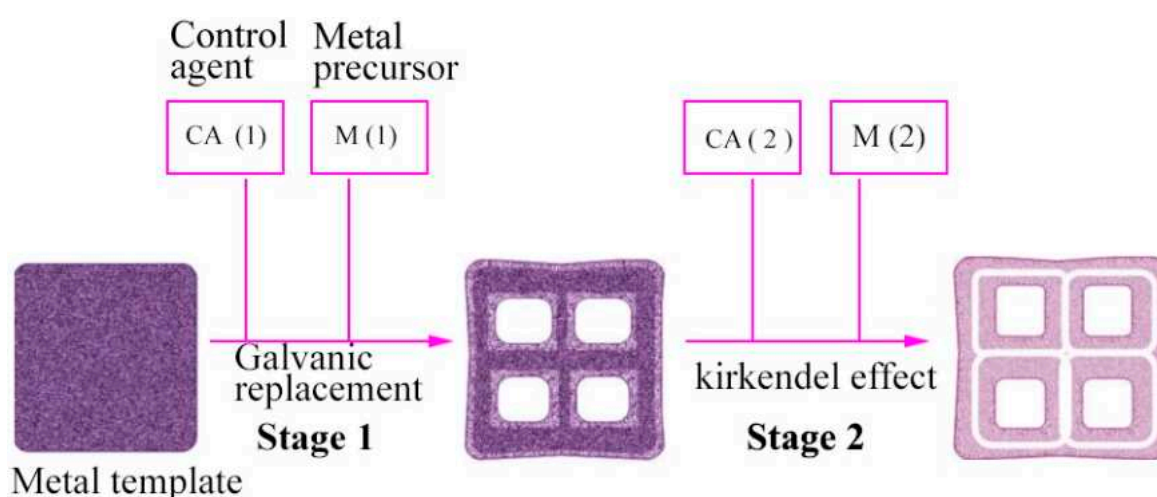 Control
agent
Metal
precursor
CA (1)
M (1)
CA ( 2 )
M (2)
Galvanic
replacement
Stage 1
kirkendel effect
Stage 2
Metal template